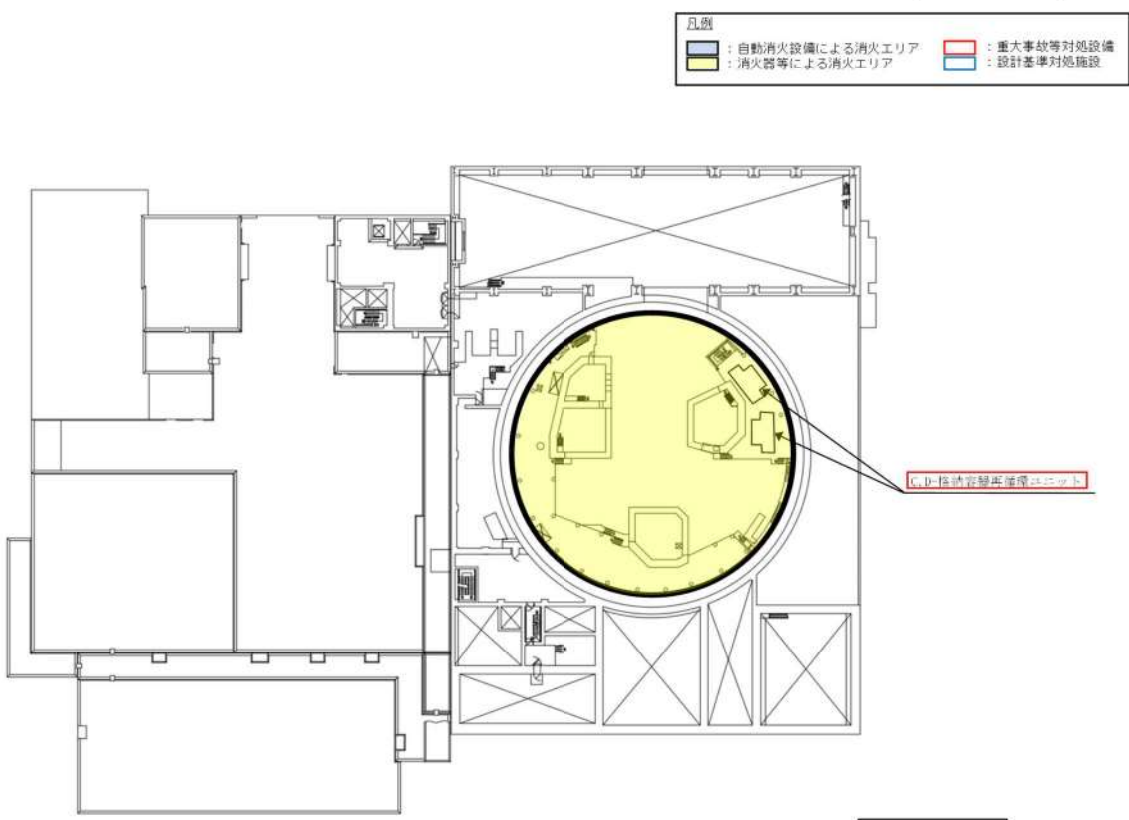 凡例
：自動消火設備による消火エリア
：重大事故等対処設備
：消火器等による消火エリア
：設計基準対処施設
C,D-格納容器再循環ユニット